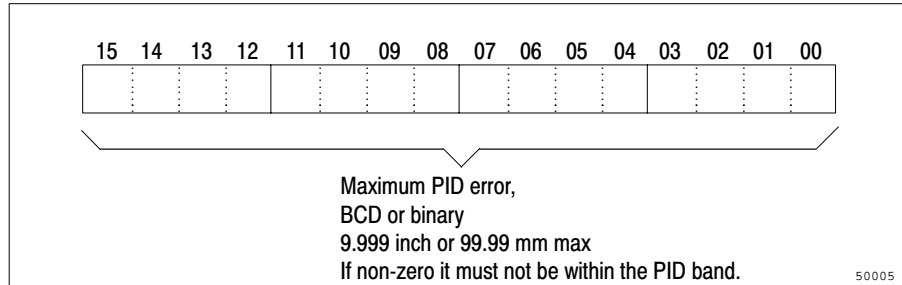 15 14 13 12 11 10 09 08 07 06 05 04 03 02 01 00
Maximum PID error,
BCD or binary
9.999 inch or 99.99 mm max
If non-zero it must not be within the PID band.
50005